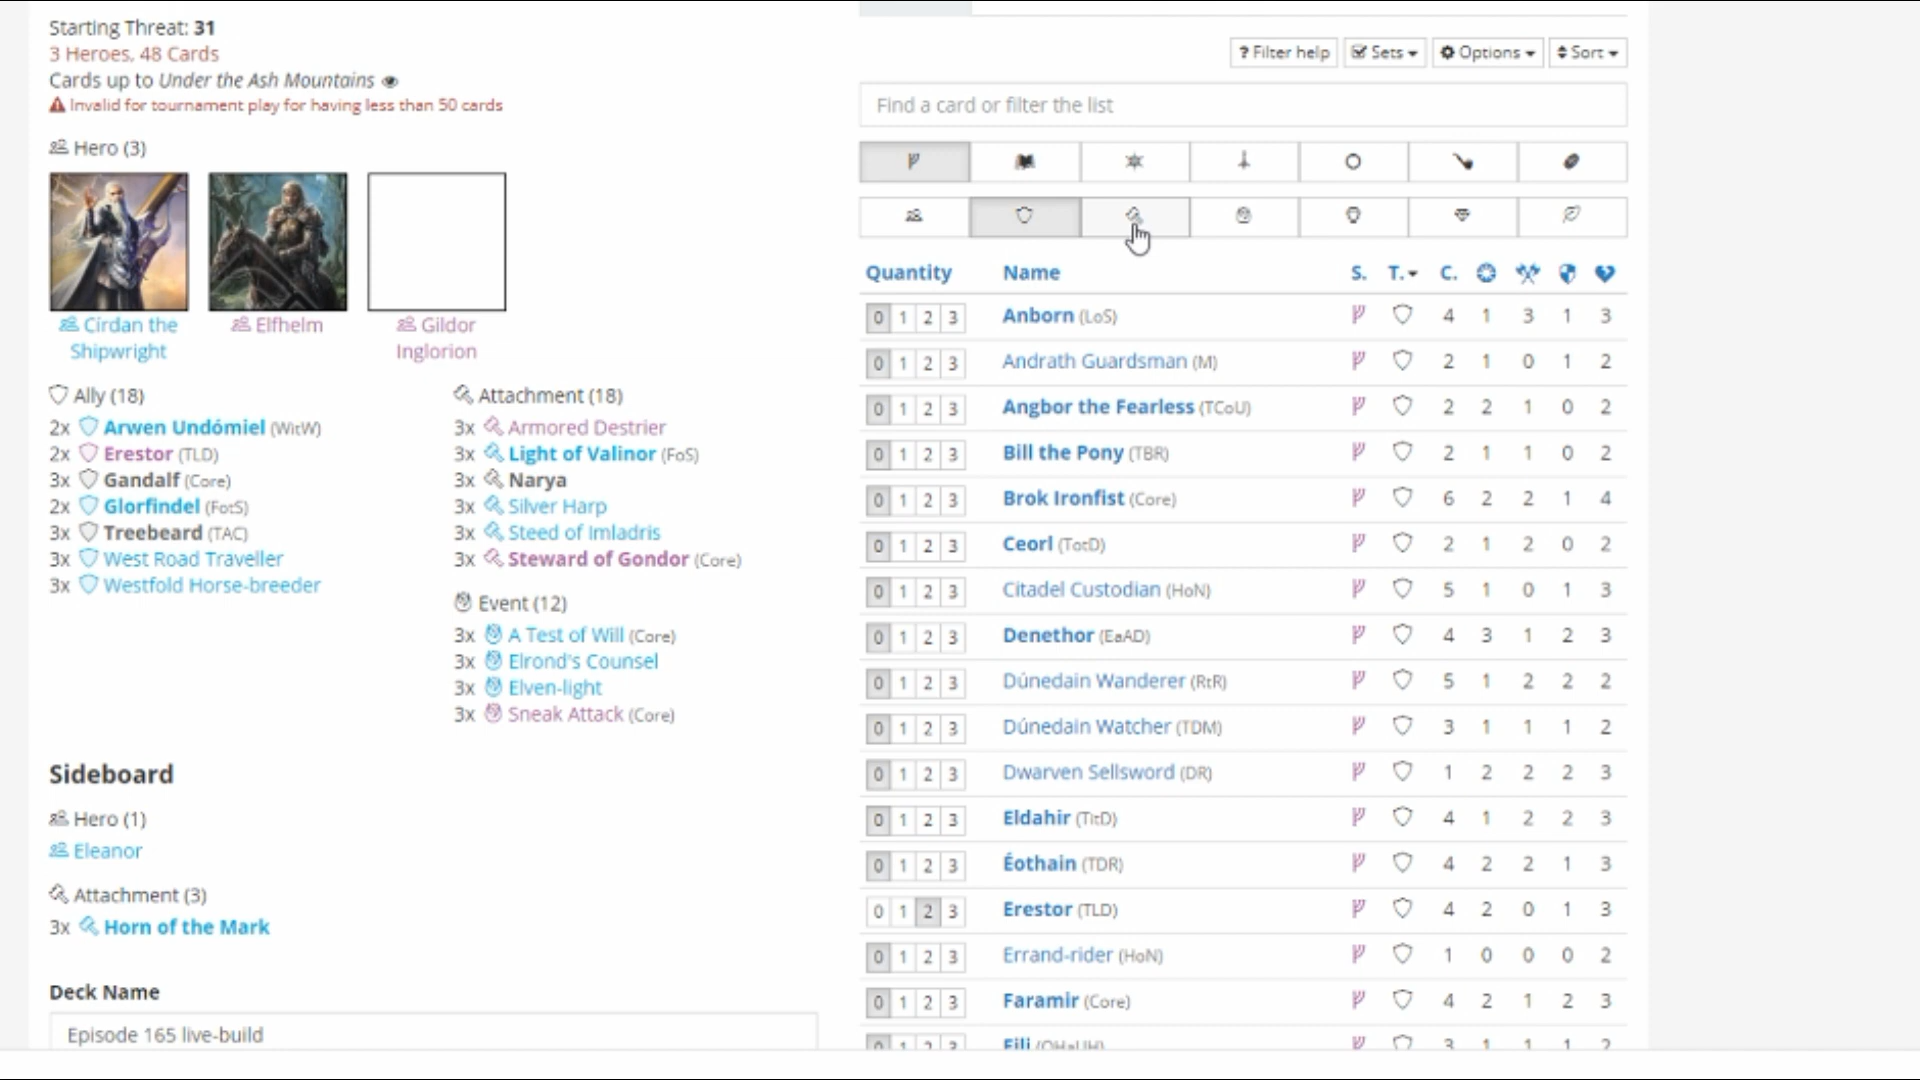 Starting Threat: 31
3 Heroes, 48 Cards
Cards up to Under the Ash Mountains
Invalid for tournament play for having less than 50 cards
Hero (3)
Círdan the
Shipwright
Elfhelm
Gildor
Inglorion
Ally (18)
2x Arwen Undómiel (WitW)
2x Erestor (TLD)
3x Gandalf (Core)
2x Glorfindel (FotS)
3x Treebeard (TAC)
3x West Road Traveller
3x Westfold Horse-breeder
Attachment (18)
3x Armored Destrier
3x Light of Valinor (FoS)
3x Narya
3x Silver Harp
3x Steed of Imladris
3x Steward of Gondor (Core)
Event (12)
3x A Test of Will (Core)
3x Elrond's Counsel
3x Elven-light
3x Sneak Attack (Core)
Sideboard
Hero (1)
Eleanor
Attachment (3)
3x Horn of the Mark
Deck Name
Episode 165 live-build
? Filter help Sets Options Sort
Find a card or filter the list
Quantity Name S. T. C.
0 1 2 3 Anborn (LoS) 4 1 3 1 3
0 1 2 3 Andrath Guardsman (M) 2 1 0 1 2
0 1 2 3 Angbor the Fearless (TCoU) 2 2 1 0 2
0 1 2 3 Bill the Pony (TBR) 2 1 1 0 2
0 1 2 3 Brok Ironfist (Core) 6 2 2 1 4
0 1 2 3 Ceorl (TotD) 2 1 2 0 2
0 1 2 3 Citadel Custodian (HoN) 5 1 0 1 3
0 1 2 3 Denethor (EaAD) 4 3 1 2 3
0 1 2 3 Dúnedain Wanderer (RtR) 5 1 2 2 2
0 1 2 3 Dúnedain Watcher (TDM) 3 1 1 1 2
0 1 2 3 Dwarven Sellsword (DR) 1 2 2 2 3
0 1 2 3 Eldahir (TitD) 4 1 2 2 3
0 1 2 3 Éothain (TDR) 4 2 2 1 3
0 1 2 3 Erestor (TLD) 4 2 0 1 3
0 1 2 3 Errand-rider (HoN) 1 0 0 0 2
0 1 2 3 Faramir (Core) 4 2 1 2 3
0 1 2 3 Fili (OHaUH) 3 1 1 1 2